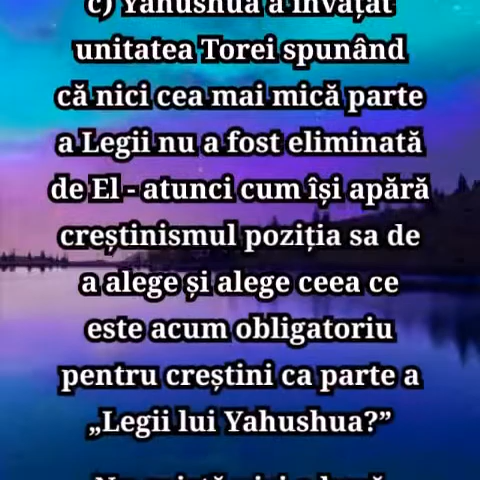 c) Yahushua a învățat
unitatea Torei spunând
că nici cea mai mică parte
a Legii nu a fost eliminată
de El - atunci cum își apără
creștinismul poziția sa de
a alege și alege ceea ce
este acum obligatoriu
pentru creștini ca parte a
„Legii lui Yahushua?”